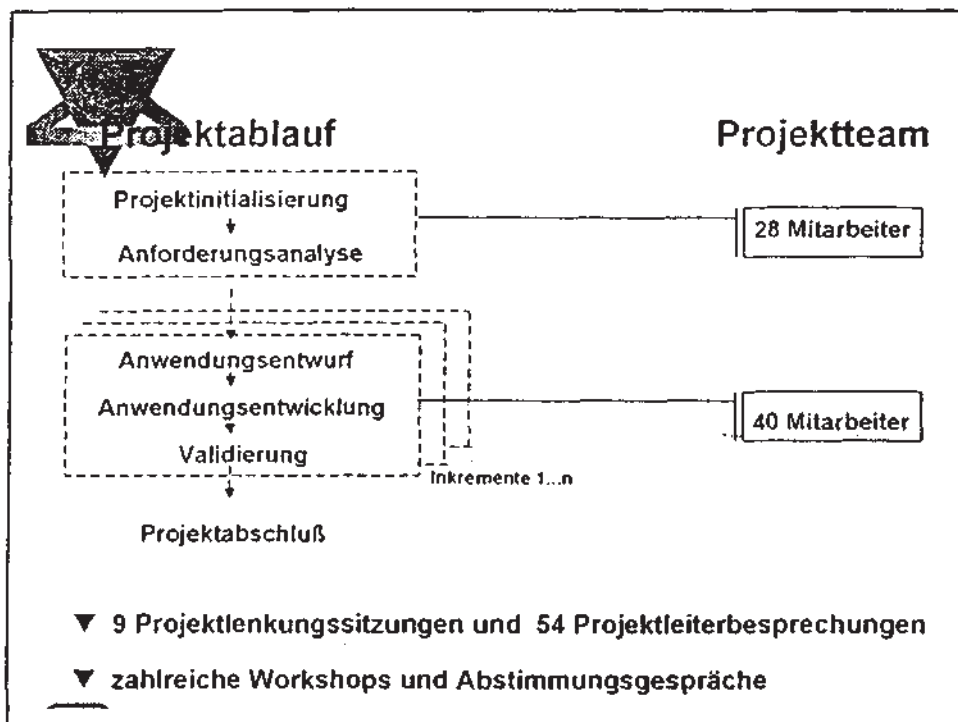 Projektablauf
Projektteam
Projektinitialisierung
Anforderungsanalyse
28 Mitarbeiter
Anwendungsentwurf
Anwendungsentwicklung
Validierung
40 Mitarbeiter
Inkremente 1...n
Projektabschluß
9 Projektlenkungssitzungen und 54 Projektleiterbesprechungen
zahlreiche Workshops und Abstimmungsgespräche